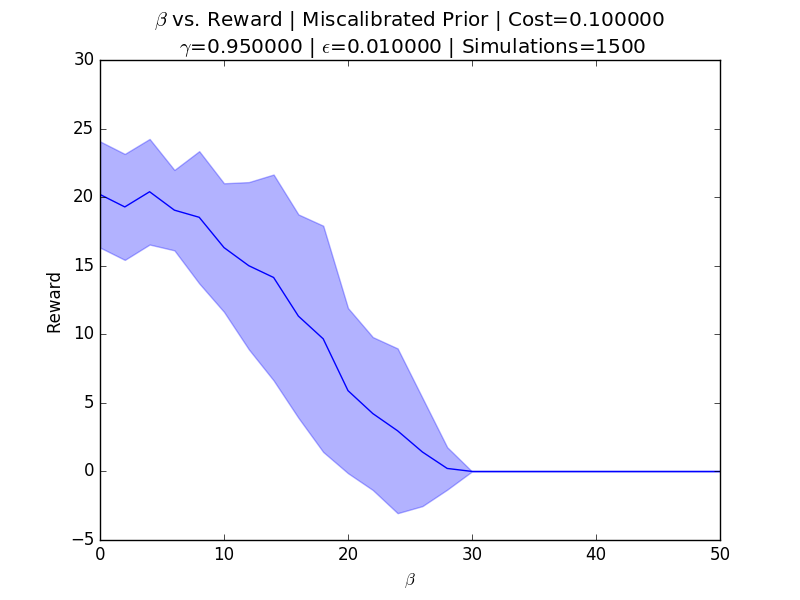 β vs. Reward | Miscalibrated Prior | Cost=0.100000
γ=0.950000 | ϵ=0.010000 | Simulations=1500
30
25
20
15
10
5
0
−5
Reward
0 10 20 30 40 50
β